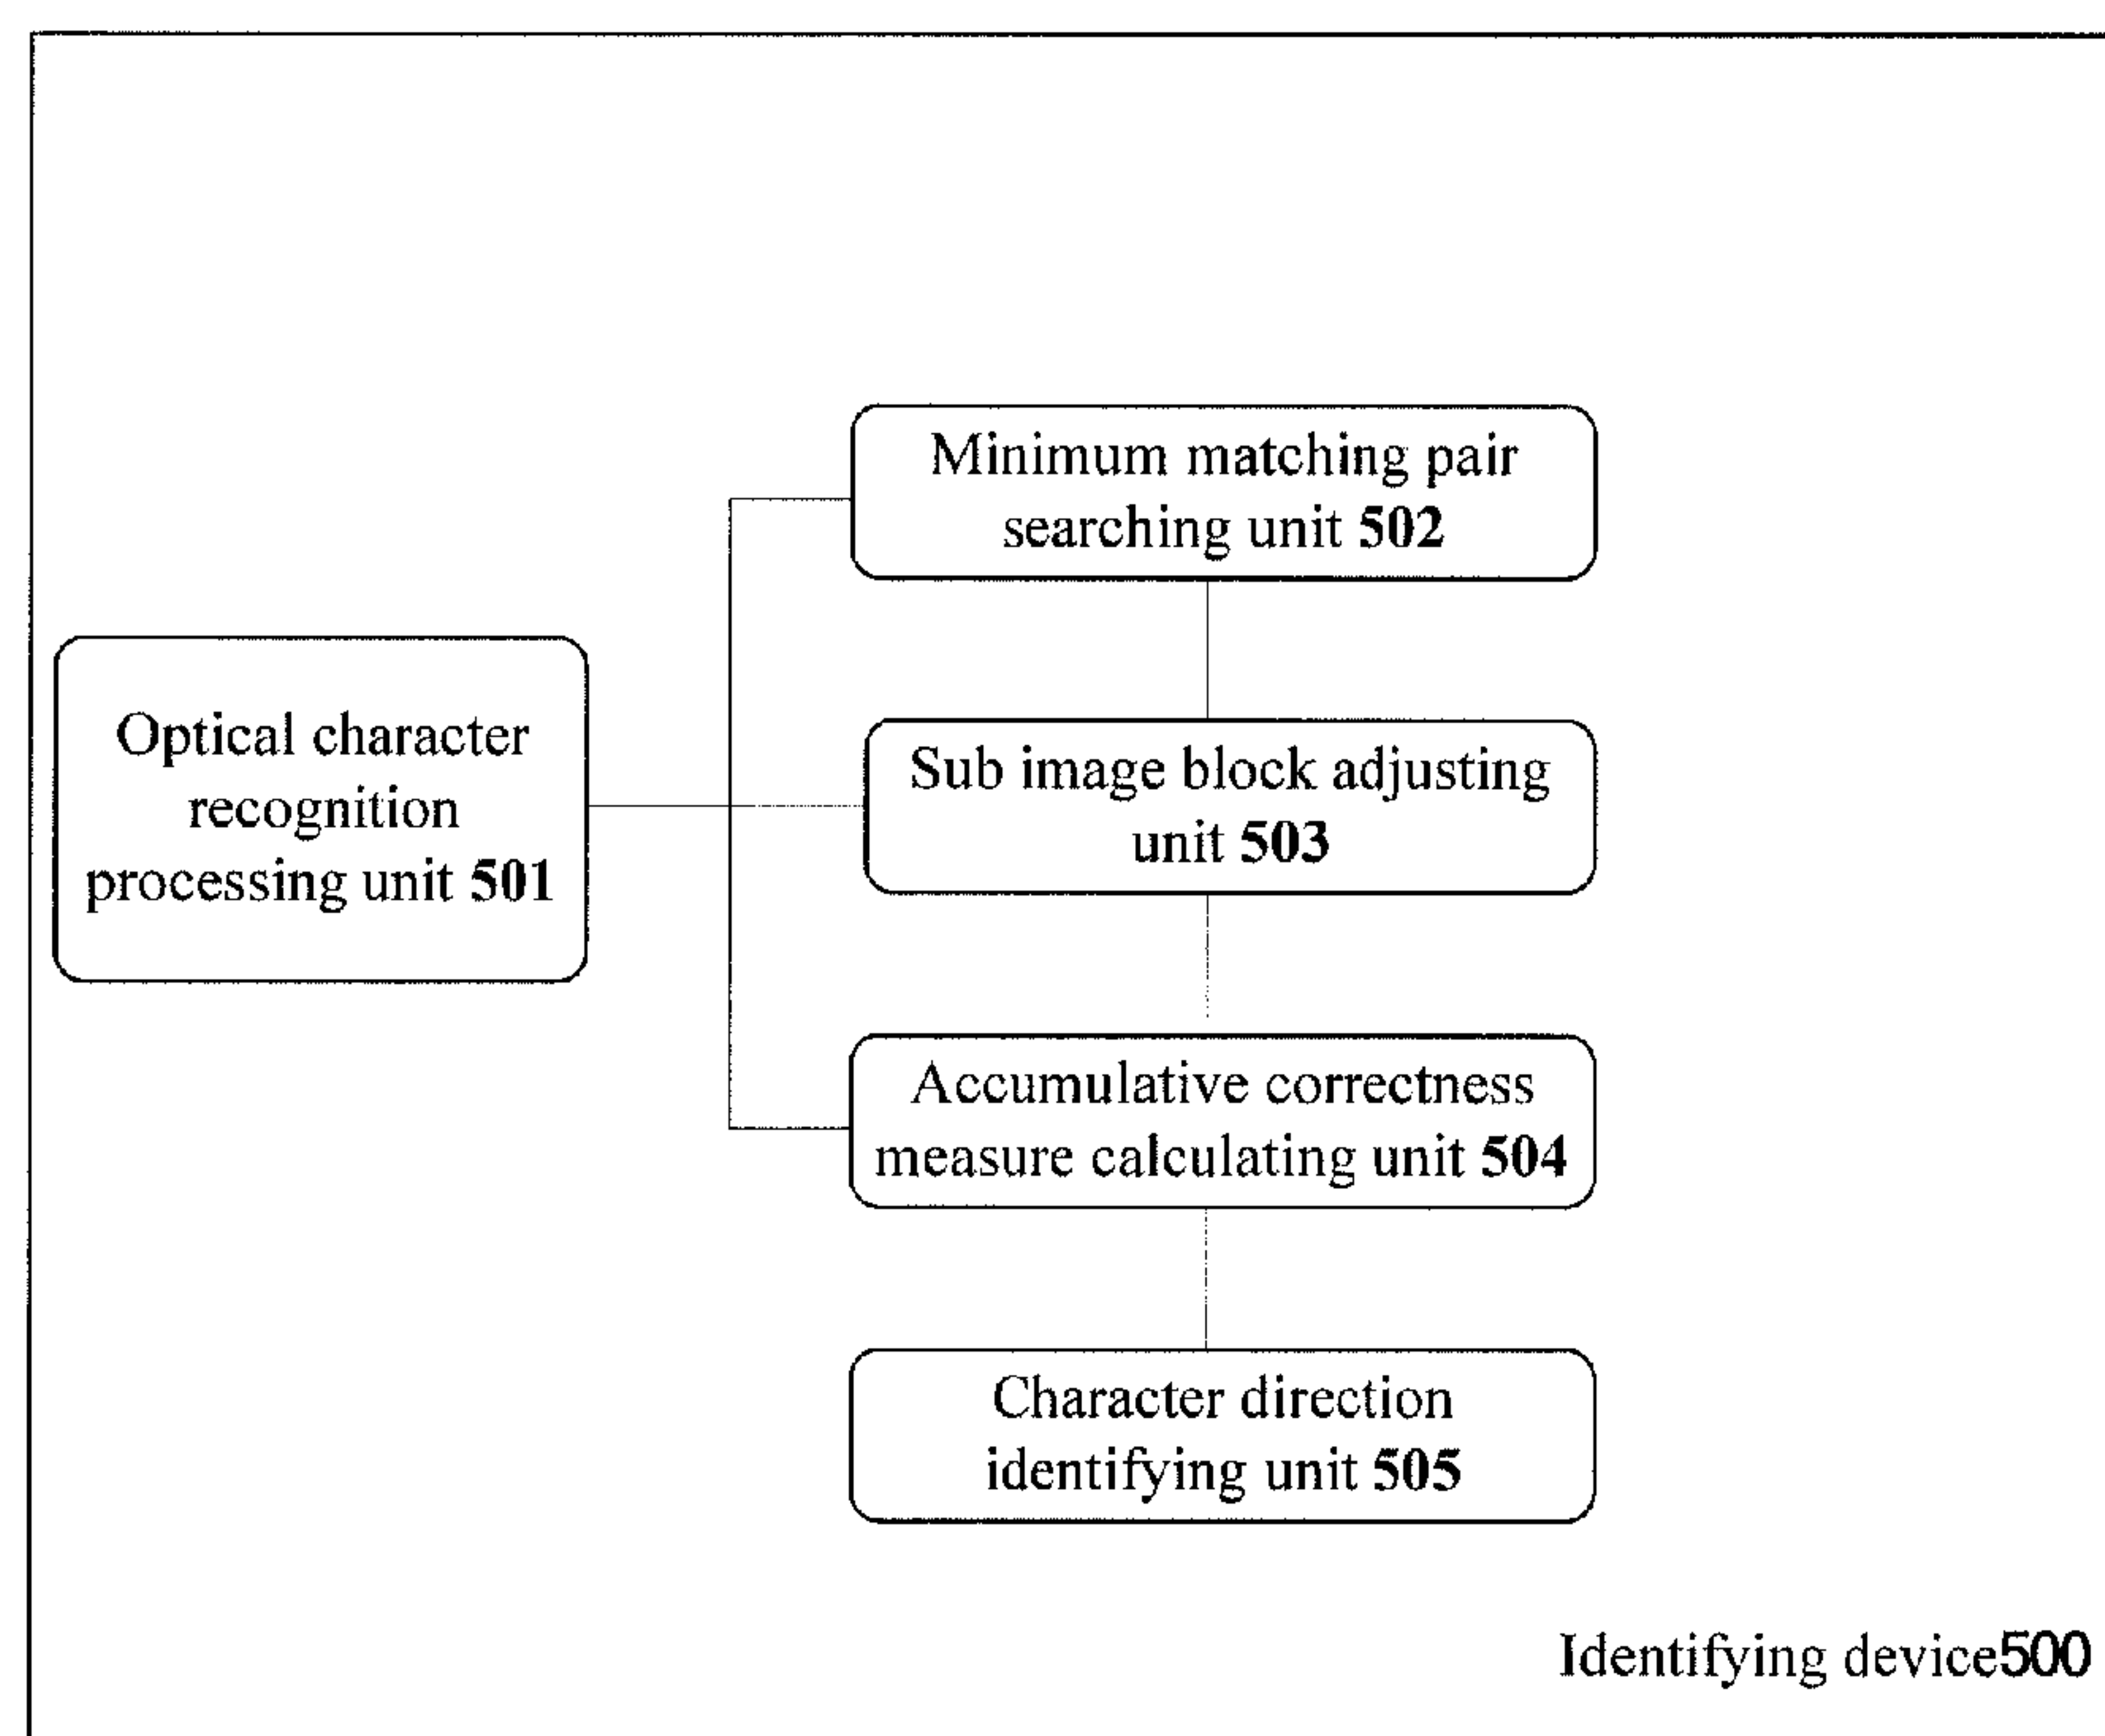 Minimum matching pair
searching unit 502
Optical character
recognition
processing unit 501
Sub image block adjusting
unit 503
Accumulative correctness
measure calculating unit 504
Character direction
identifying unit 505
Identifying device500